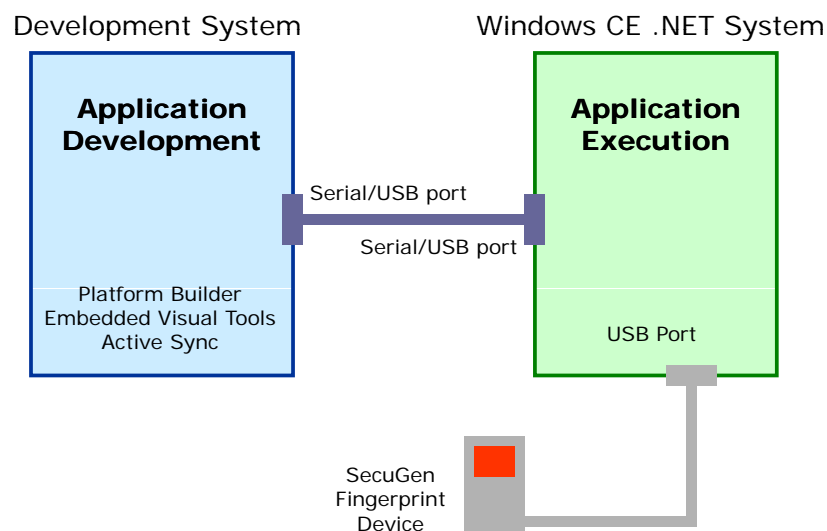 Development System
Windows CE .NET System
Application
Development
Application
Execution
Serial/USB port
Serial/USB port
Platform Builder
Embedded Visual Tools
Active Sync
USB Port
SecuGen
Fingerprint
Device